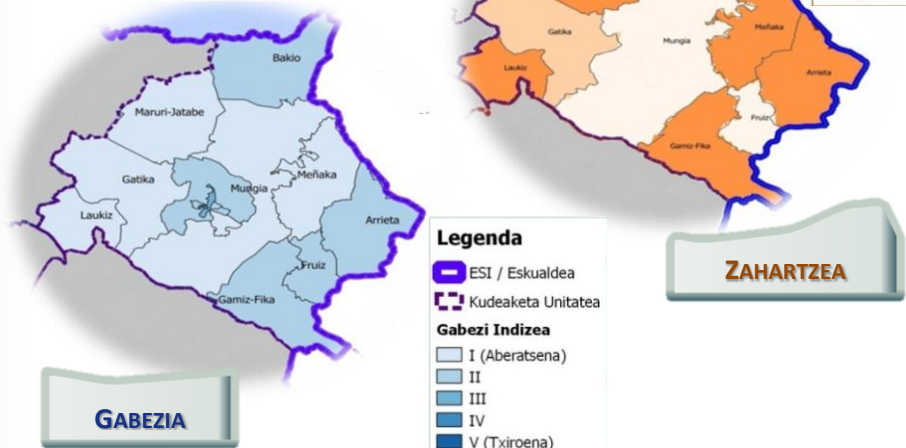 Bakio
Maruri-Jatabe
Gatika
Mungia
Meñaka
Laukiz
Arrieta
Fruiz
Gamiz-Fika
GABEZIA
Gatika
Mungia
Meñaka
Laukiz
Arrieta
Fruiz
Gamiz-Fika
ZAHARTZEA
Legenda
ESI / Eskualdea
Kudeaketa Unitatea
Gabezi Indizea
I (Aberatsena)
II
III
IV
V (Txiroena)